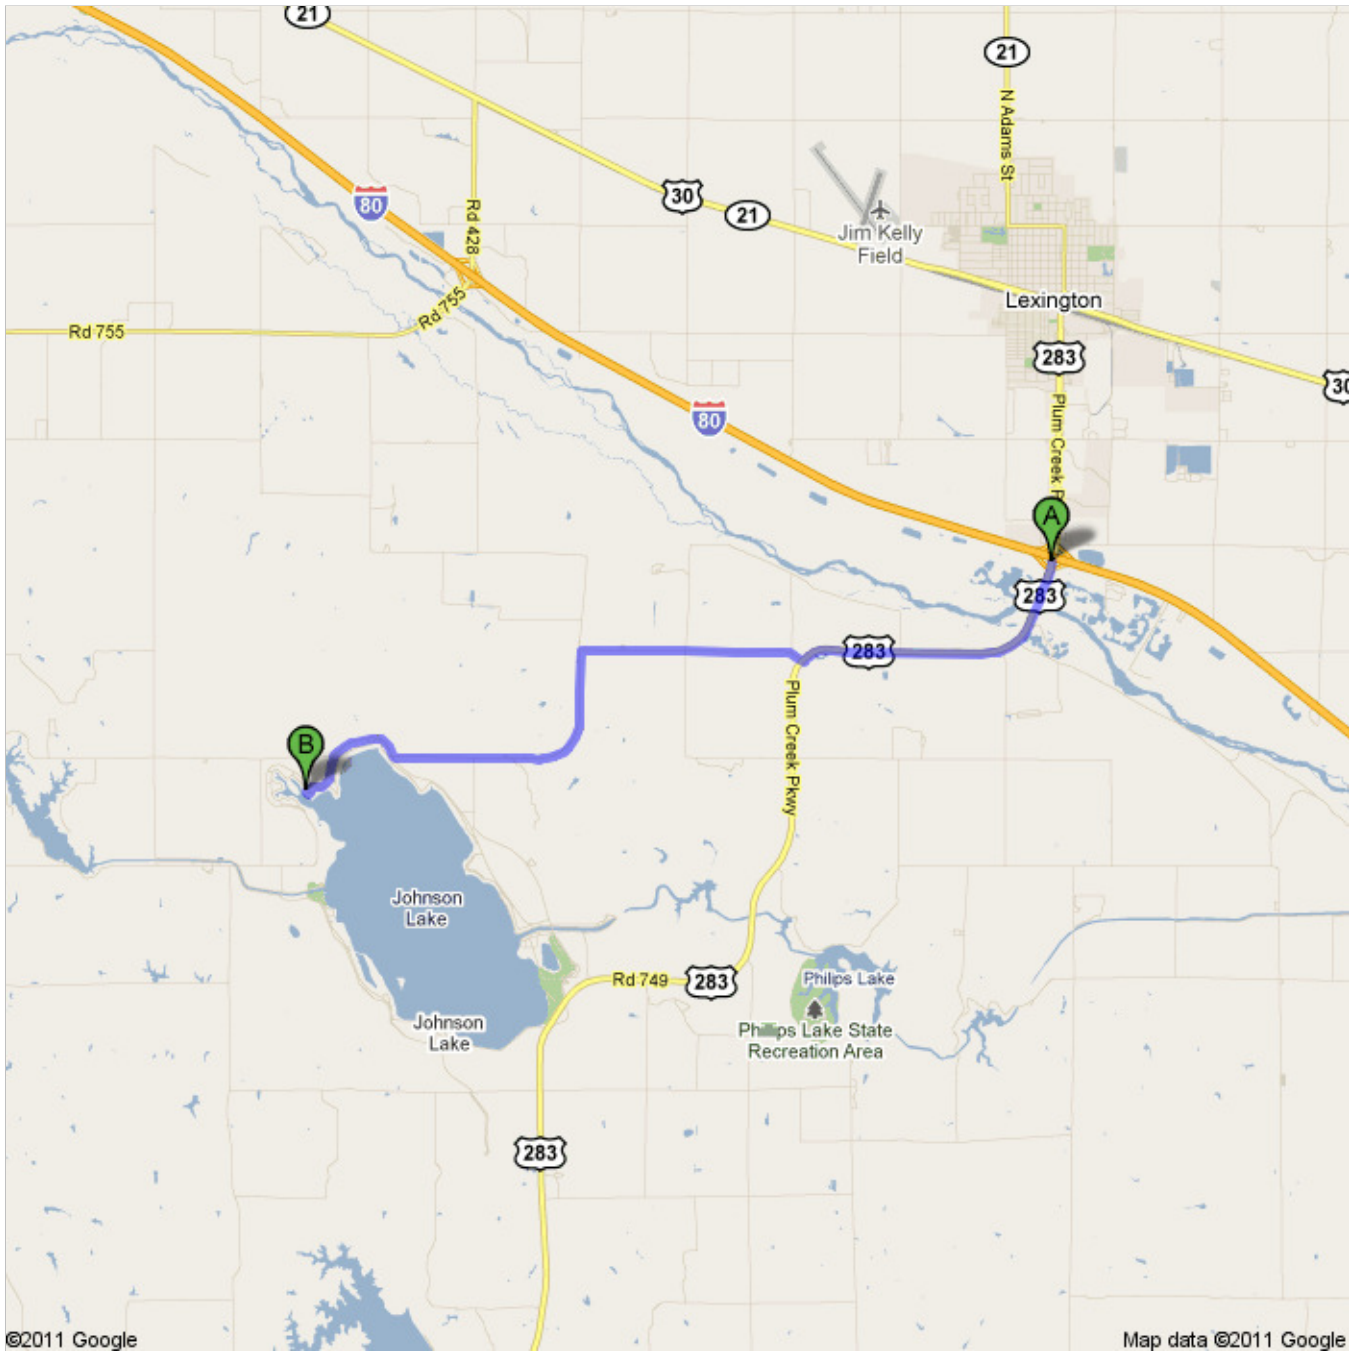 21
21
N Adams St
80
Rd 428
30
21
Jim Kelly
Field
Lexington
Rd 755
Rd 755
283
30
80
Plum Creek P
A
283
283
Plum Creek Pkwy
B
Johnson
Lake
Rd 749
283
Philips Lake
Johnson
Lake
Lake State
Recreation Area
283
©2011 Google
Map data ©2011 Google